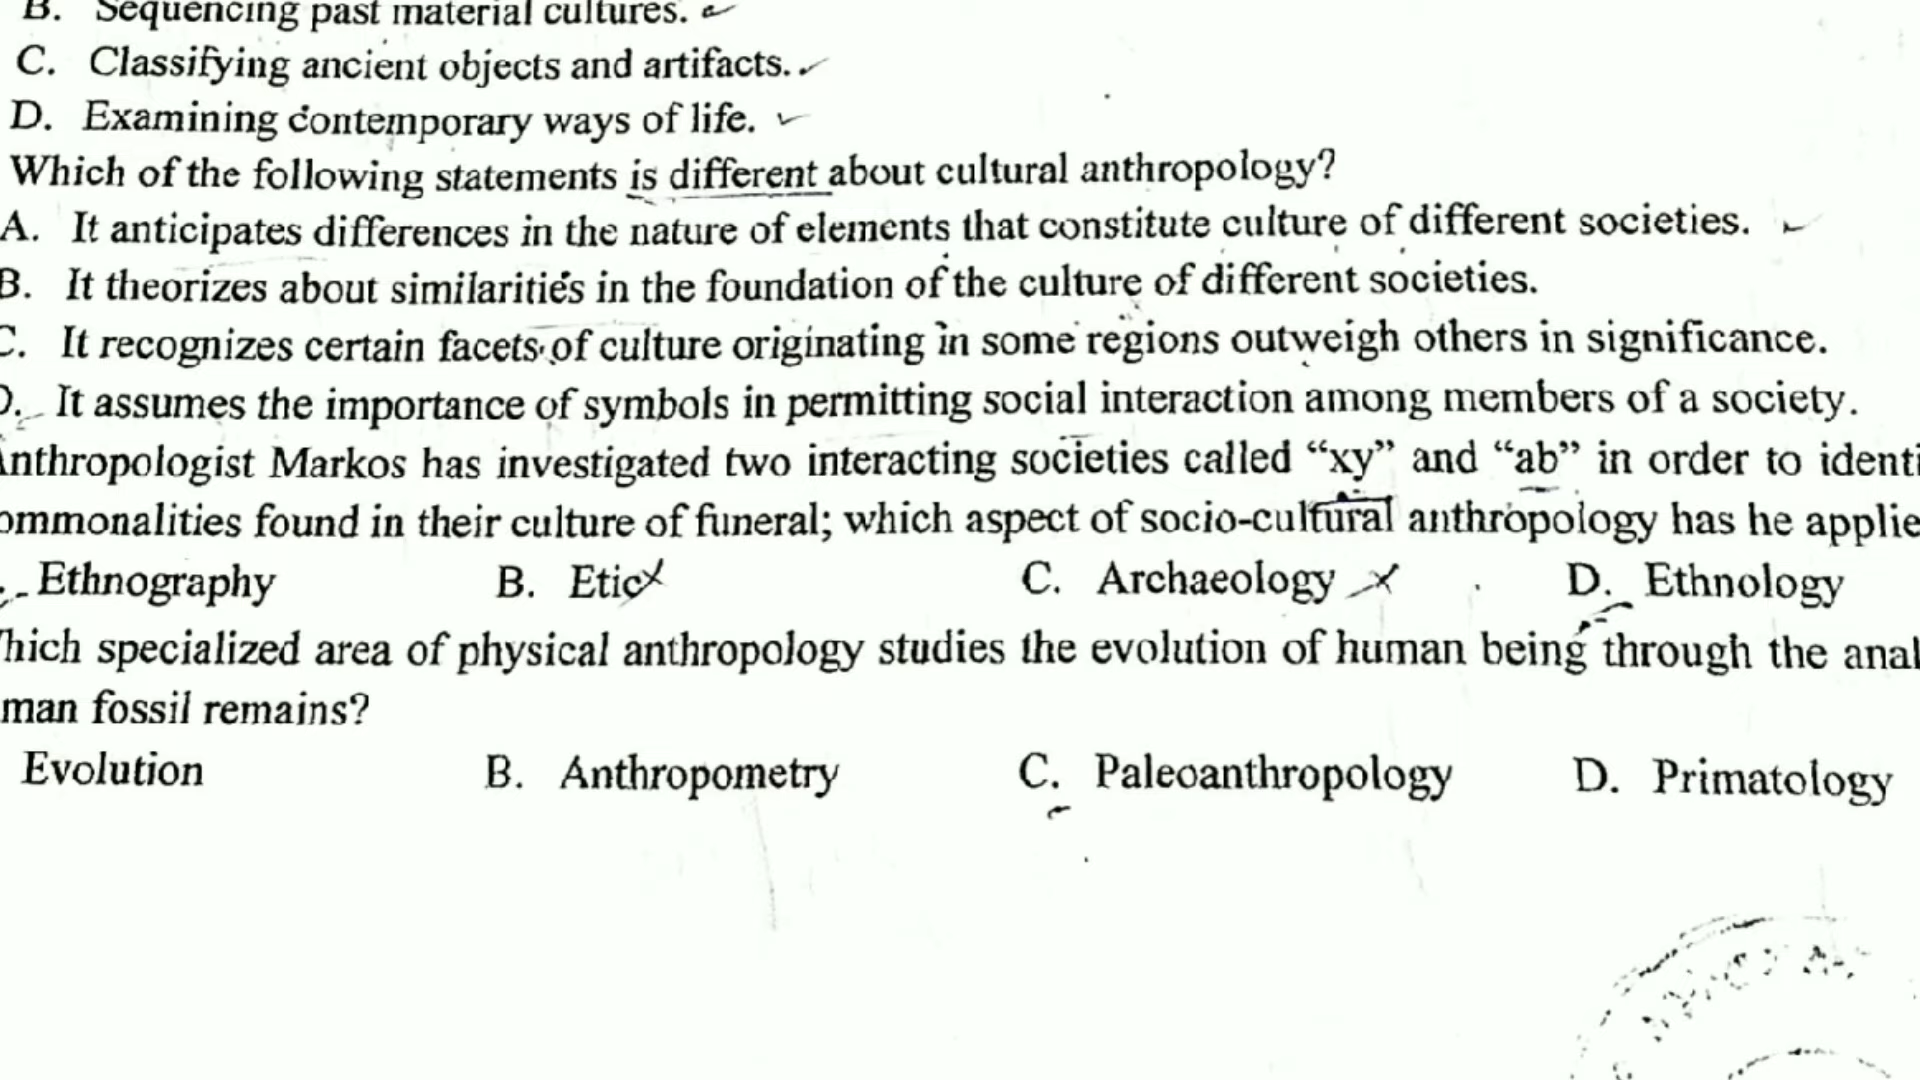 B. Sequencing past material cultures.
C. Classifying ancient objects and artifacts.
D. Examining contemporary ways of life.
Which of the following statements is different about cultural anthropology?
A. It anticipates differences in the nature of elements that constitute culture of different societies.
B. It theorizes about similarities in the foundation of the culture of different societies.
C. It recognizes certain facets of culture originating in some regions outweigh others in significance.
D. It assumes the importance of symbols in permitting social interaction among members of a society.
Anthropologist Markos has investigated two interacting societies called “xy” and “ab” in order to identi
ommonalities found in their culture of funeral; which aspect of socio-cultural anthropology has he applie
Ethnography B. Etic C. Archaeology D. Ethnology
hich specialized area of physical anthropology studies the evolution of human being through the anal
man fossil remains?
Evolution B. Anthropometry C. Paleoanthropology D. Primatology